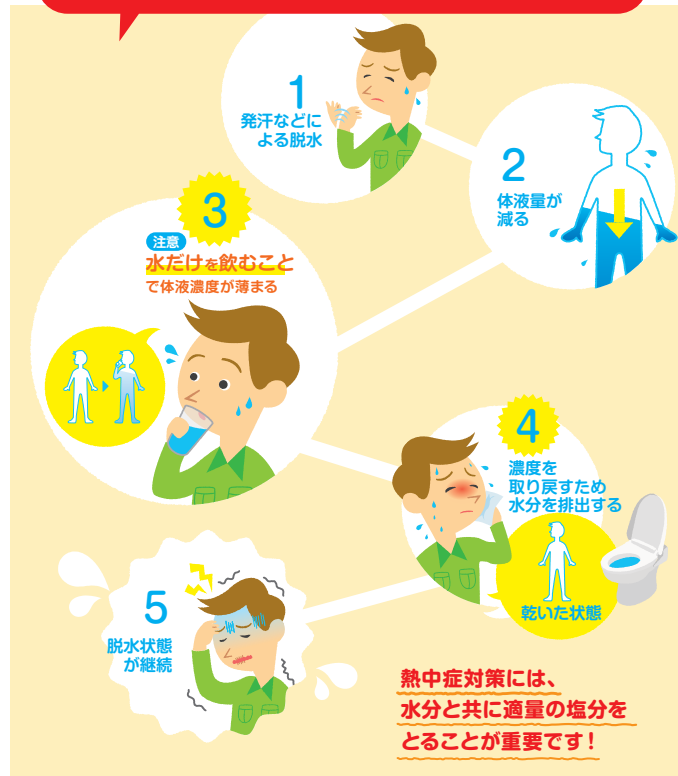 1
発汗などに
よる脱水
2
体液量が
減る
3
注意
水だけを飲むこと
で体液濃度が薄まる
4
濃度を
取り戻すため
水分を排出する
乾いた状態
5
脱水状態
が継続
熱中症対策には、
水分と共に適量の塩分を
とることが重要です!